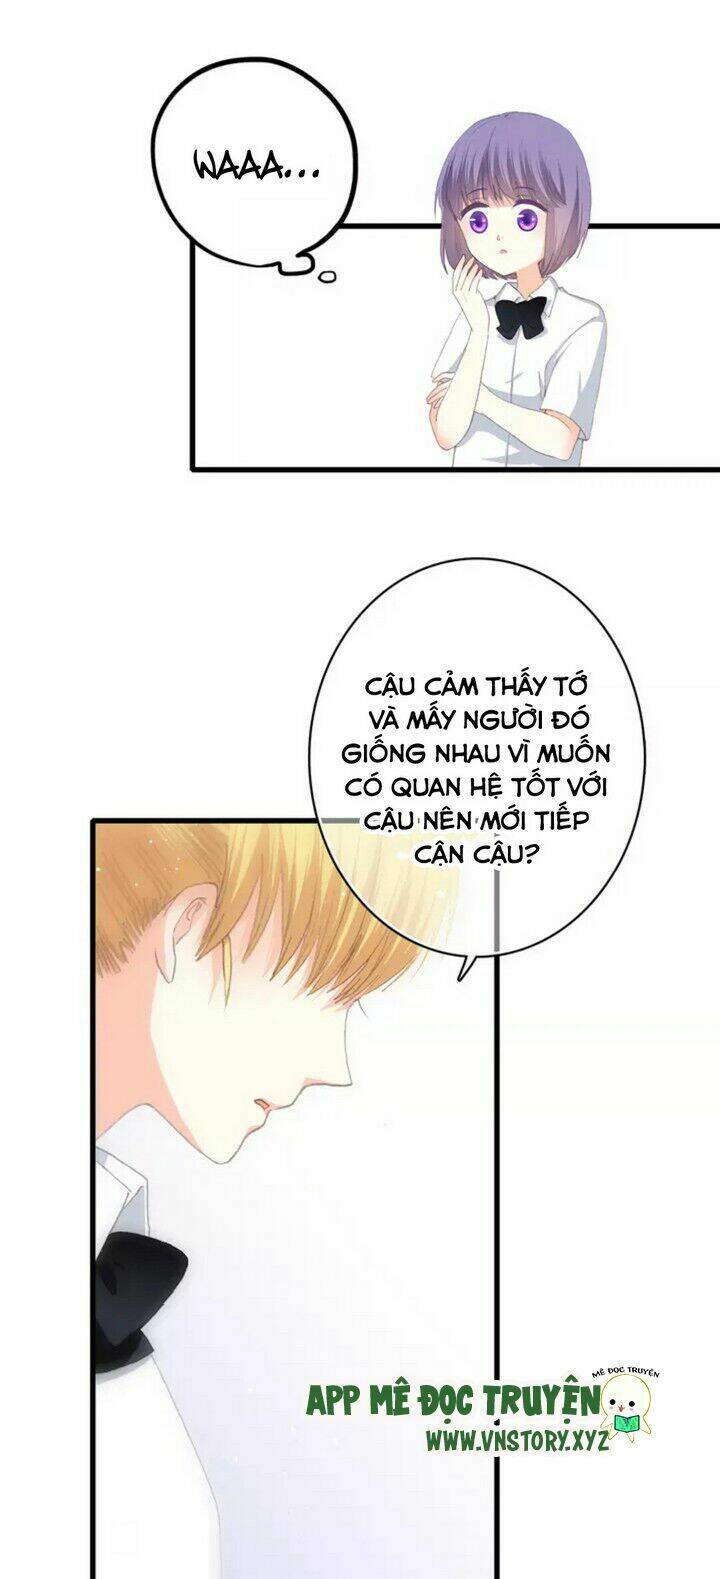 WAAA...
CẬU CẢM THẤY TỚ
VÀ MẤY NGƯỜI ĐÓ
GIỐNG NHAU VÌ MUỐN
CÓ QUAN HỆ TỐT VỚI
CẬU NÊN MỚI TIẾP
CẬN CẬU?
MÊ ĐỌC TRUYỆN
APP MÊ ĐỌC TRUYỆN
WWW.VNSTORY.XYZ